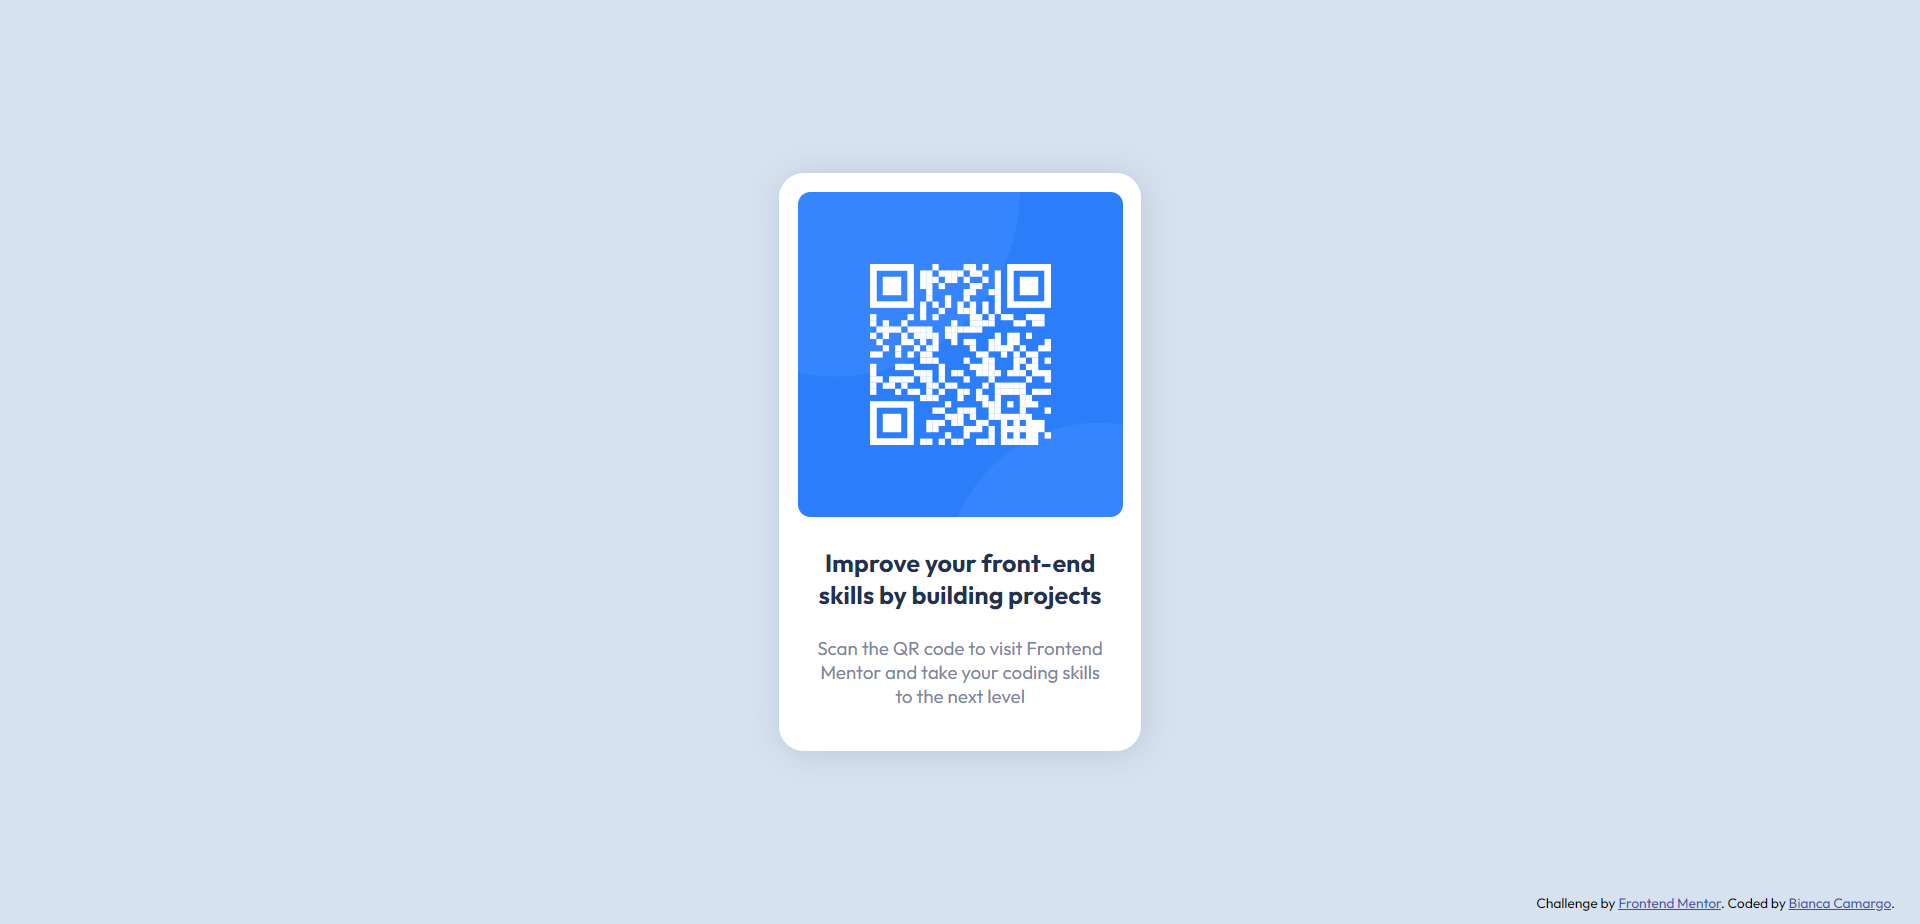 Improve your front-end
skills by building projects
Scan the QR code to visit Frontend
Mentor and take your coding skills
to the next level
Challenge by Frontend Mentor. Coded by Bianca Camargo.